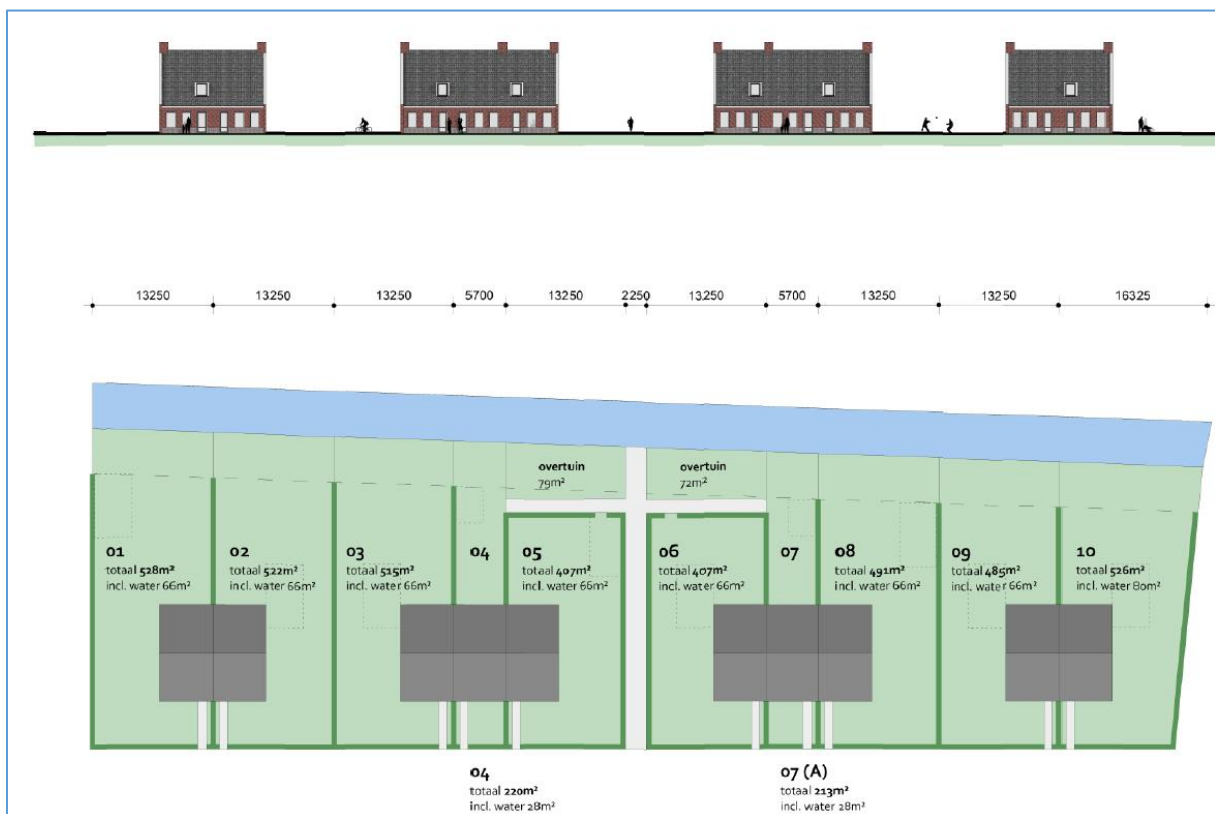 13250 13250 13250 5700 13250 2250 13250 5700 13250 13250 16325
overtuin
79m²
overtuin
72m²
01
totaal 528m²
incl. water 66m²
02
totaal 522m²
incl. water 66m²
03
totaal 515m²
incl. water 66m²
04
05
totaal 407m²
incl. water 66m²
06
totaal 407m²
incl. water 66m²
07
08
totaal 491m²
incl. water 66m²
09
totaal 485m²
incl. water 66m²
10
totaal 526m²
incl. water 80m²
04
totaal 220m²
incl. water 28m²
07 (A)
totaal 213m²
incl. water 28m²